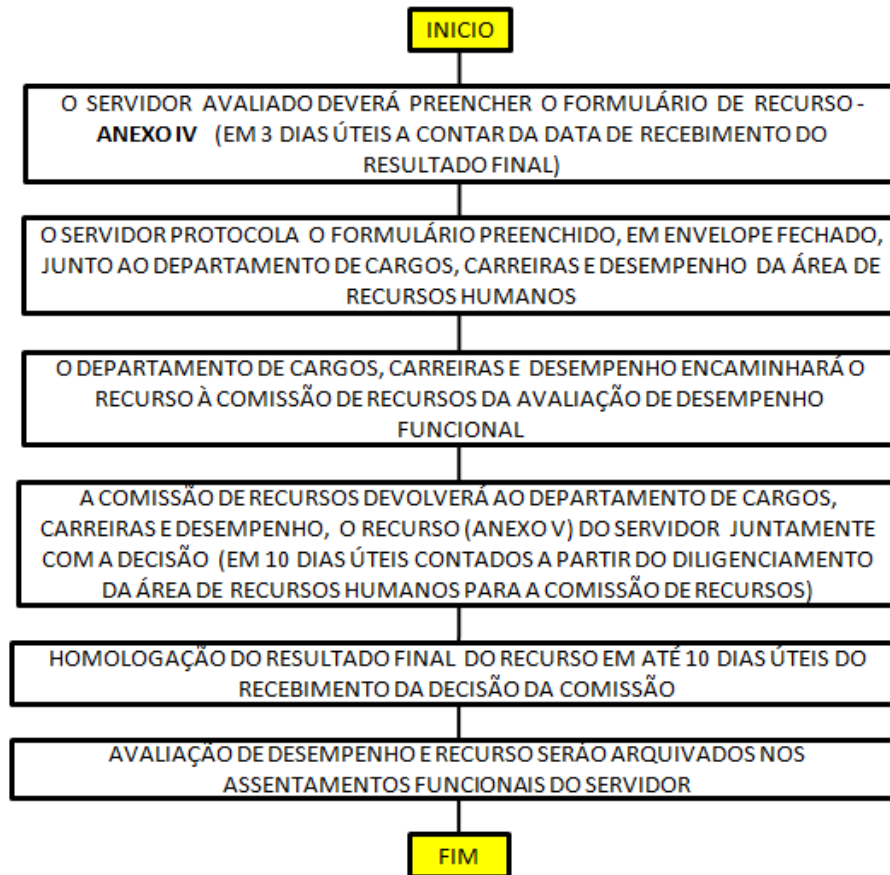 INICIO
O SERVIDOR AVALIADO DEVERÁ PREENCHER O FORMULÁRIO DE RECURSO -
ANEXO IV (EM 3 DIAS ÚTEIS A CONTAR DA DATA DE RECEBIMENTO DO
RESULTADO FINAL)
O SERVIDOR PROTOCOLA O FORMULÁRIO PREENCHIDO, EM ENVELOPE FECHADO,
JUNTO AO DEPARTAMENTO DE CARGOS, CARREIRAS E DESEMPENHO DA ÁREA DE
RECURSOS HUMANOS
O DEPARTAMENTO DE CARGOS, CARREIRAS E DESEMPENHO ENCAMINHARÁ O
RECURSO À COMISSÃO DE RECURSOS DA AVALIAÇÃO DE DESEMPENHO
FUNCIONAL
A COMISSÃO DE RECURSOS DEVOLVERÁ AO DEPARTAMENTO DE CARGOS,
CARREIRAS E DESEMPENHO, O RECURSO (ANEXO V) DO SERVIDOR JUNTAMENTE
COM A DECISÃO (EM 10 DIAS ÚTEIS CONTADOS A PARTIR DO DILIGENCIAMENTO
DA ÁREA DE RECURSOS HUMANOS PARA A COMISSÃO DE RECURSOS)
HOMOLOGAÇÃO DO RESULTADO FINAL DO RECURSO EM ATÉ 10 DIAS ÚTEIS DO
RECEBIMENTO DA DECISÃO DA COMISSÃO
AVALIAÇÃO DE DESEMPENHO E RECURSO SERÃO ARQUIVADOS NOS
ASSENTAMENTOS FUNCIONAIS DO SERVIDOR
FIM